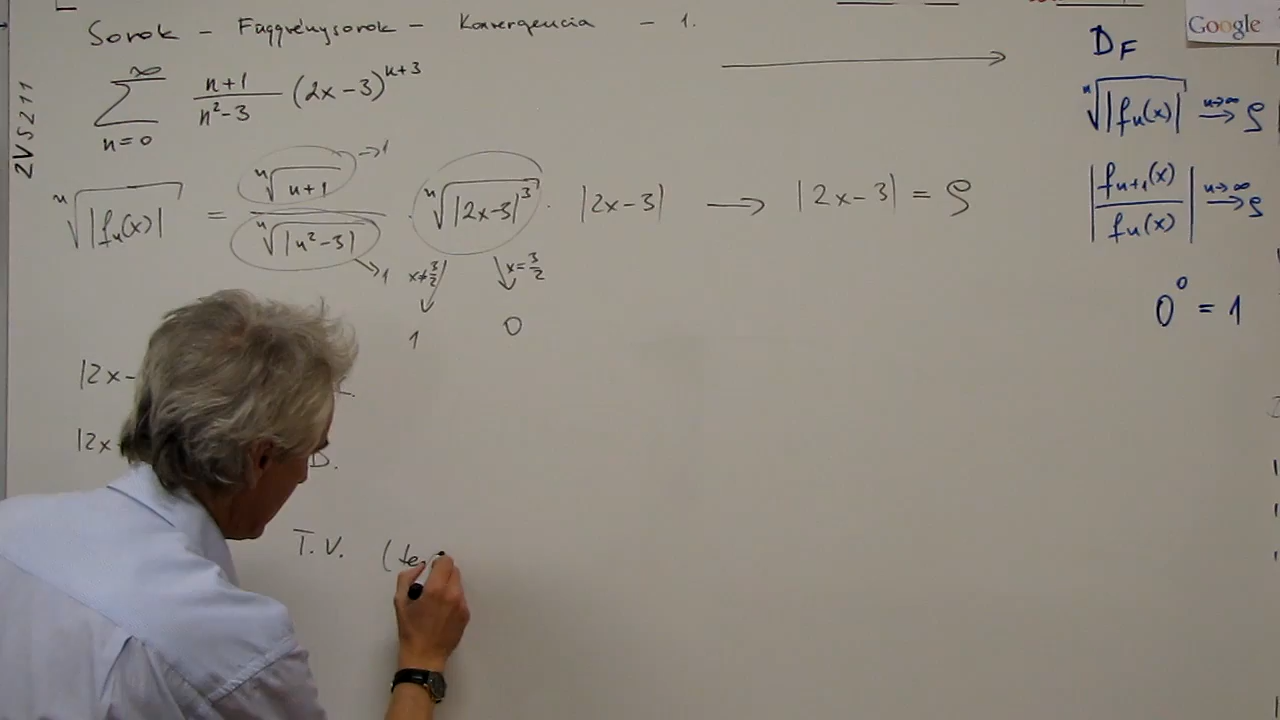 Sorok – Függvénysorok – Konvergencia – 1.
∞
∑ n+1 / n²-3 (2x-3)ⁿ⁺³
n=0
ZV5211
ⁿ√|fₙ(x)| = ⁿ√n+1 / ⁿ√|n²-3| · ⁿ√|2x-3|³ · |2x-3| → |2x-3| = ρ
→1
→1
x≠3/2
x=3/2
1
0
|2x-
|2x
D.
T.V. (te
Google
D_F
ⁿ√|fₙ(x)| n→∞ → ρ
|fₙ₊₁(x) / fₙ(x)| n→∞ → ρ
0⁰ = 1